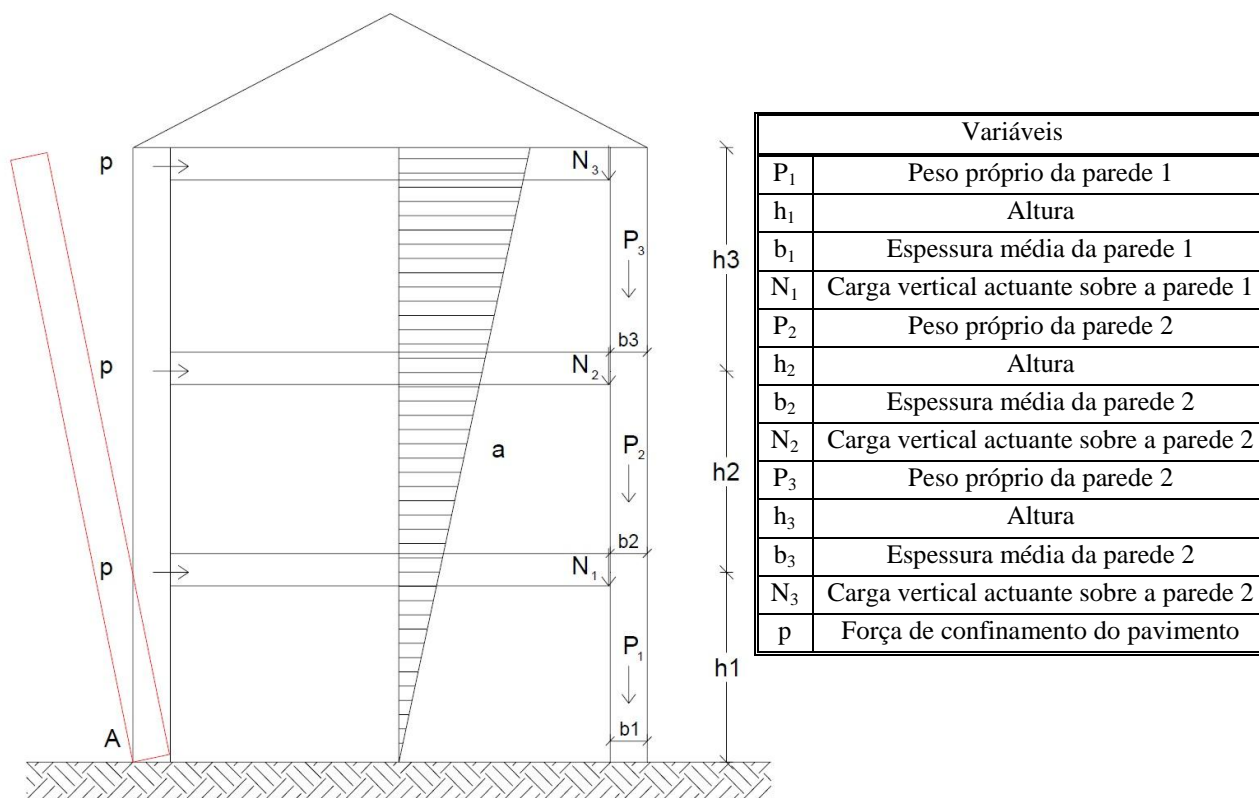 p
N₃
P₃
h3
b3
p
N₂
a
P₂
h2
b2
p
N₁
P₁
h1
A
b1
Variáveis
P₁ Peso próprio da parede 1
h₁ Altura
b₁ Espessura média da parede 1
N₁ Carga vertical actuante sobre a parede 1
P₂ Peso próprio da parede 2
h₂ Altura
b₂ Espessura média da parede 2
N₂ Carga vertical actuante sobre a parede 2
P₃ Peso próprio da parede 2
h₃ Altura
b₃ Espessura média da parede 2
N₃ Carga vertical actuante sobre a parede 2
p Força de confinamento do pavimento